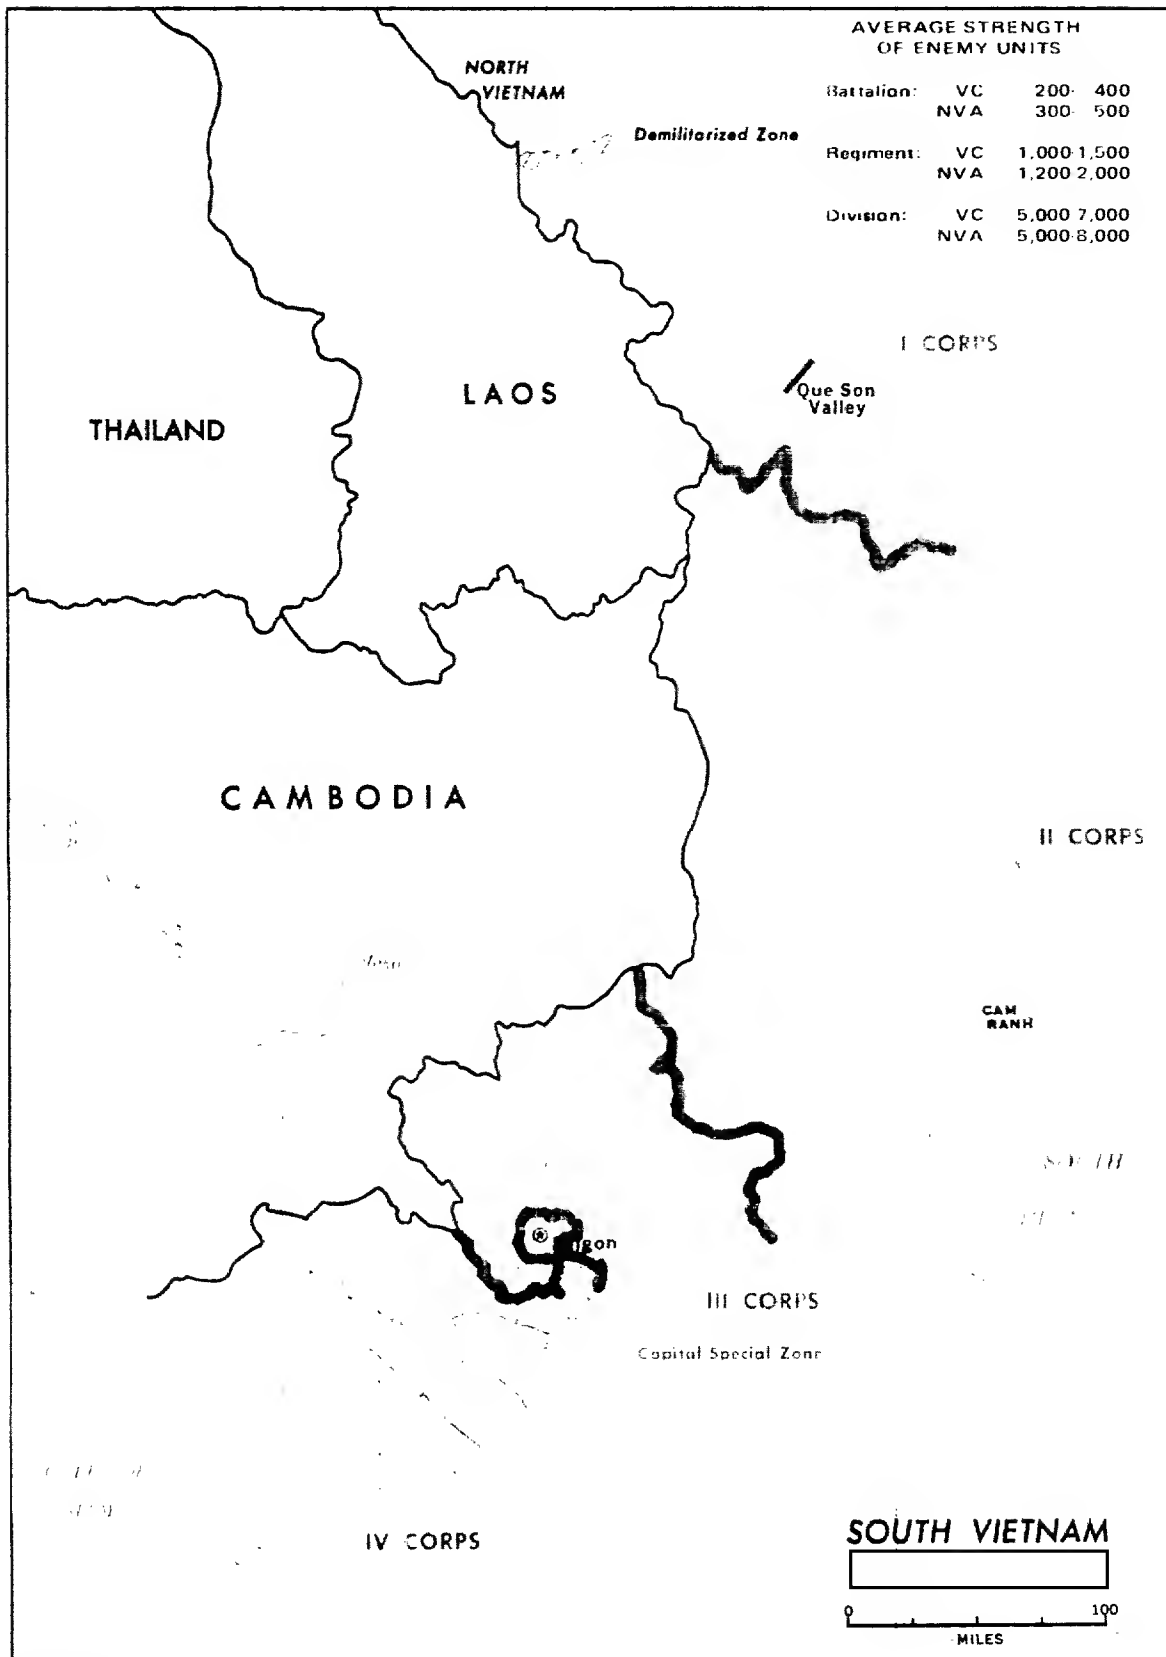 AVERAGE STRENGTH
OF ENEMY UNITS
Battalion: VC 200- 400
NVA 300- 500
Regiment: VC 1,000-1,500
NVA 1,200-2,000
Division: VC 5,000-7,000
NVA 5,000-8,000
NORTH
VIETNAM
Demilitarized Zone
I CORPS
Que Son
Valley
LAOS
THAILAND
CAMBODIA
II CORPS
CAM
RANH
SOUTH
III CORPS
Capital Special Zone
IV CORPS
SOUTH VIETNAM
0 100
MILES